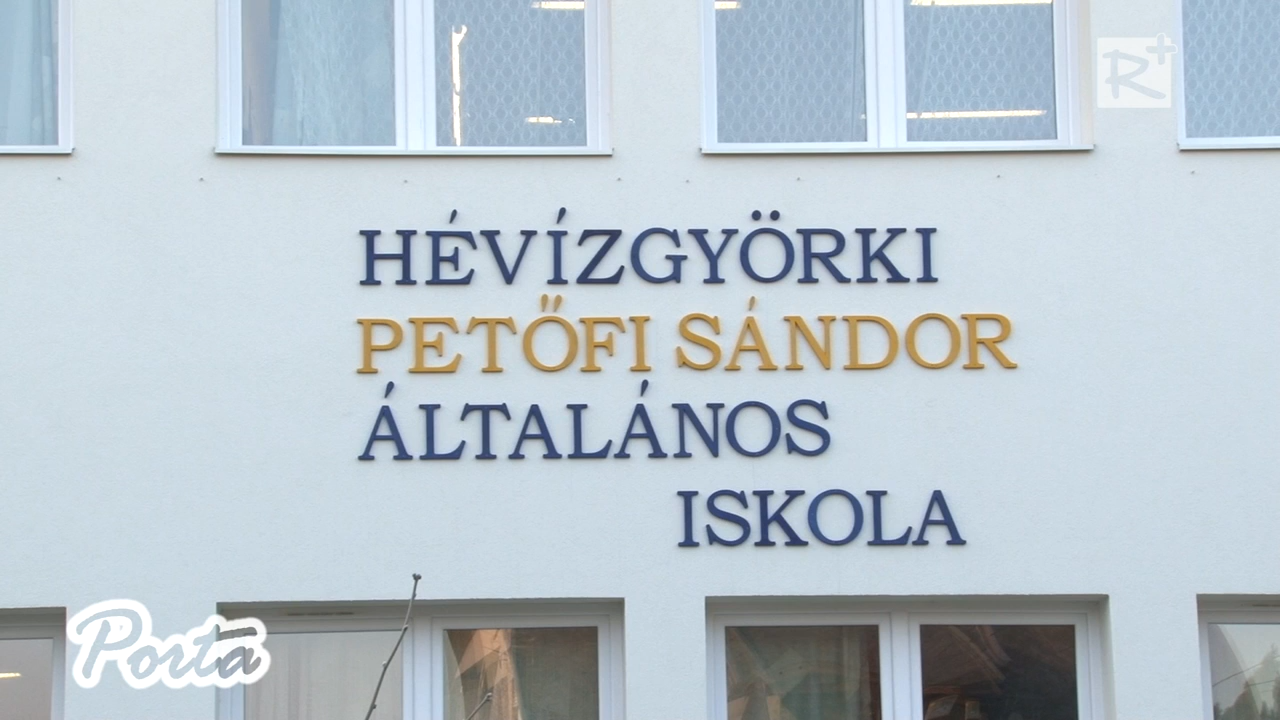 R+
HÉVÍZGYÖRKI
PETŐFI SÁNDOR
ÁLTALÁNOS
ISKOLA
Porta